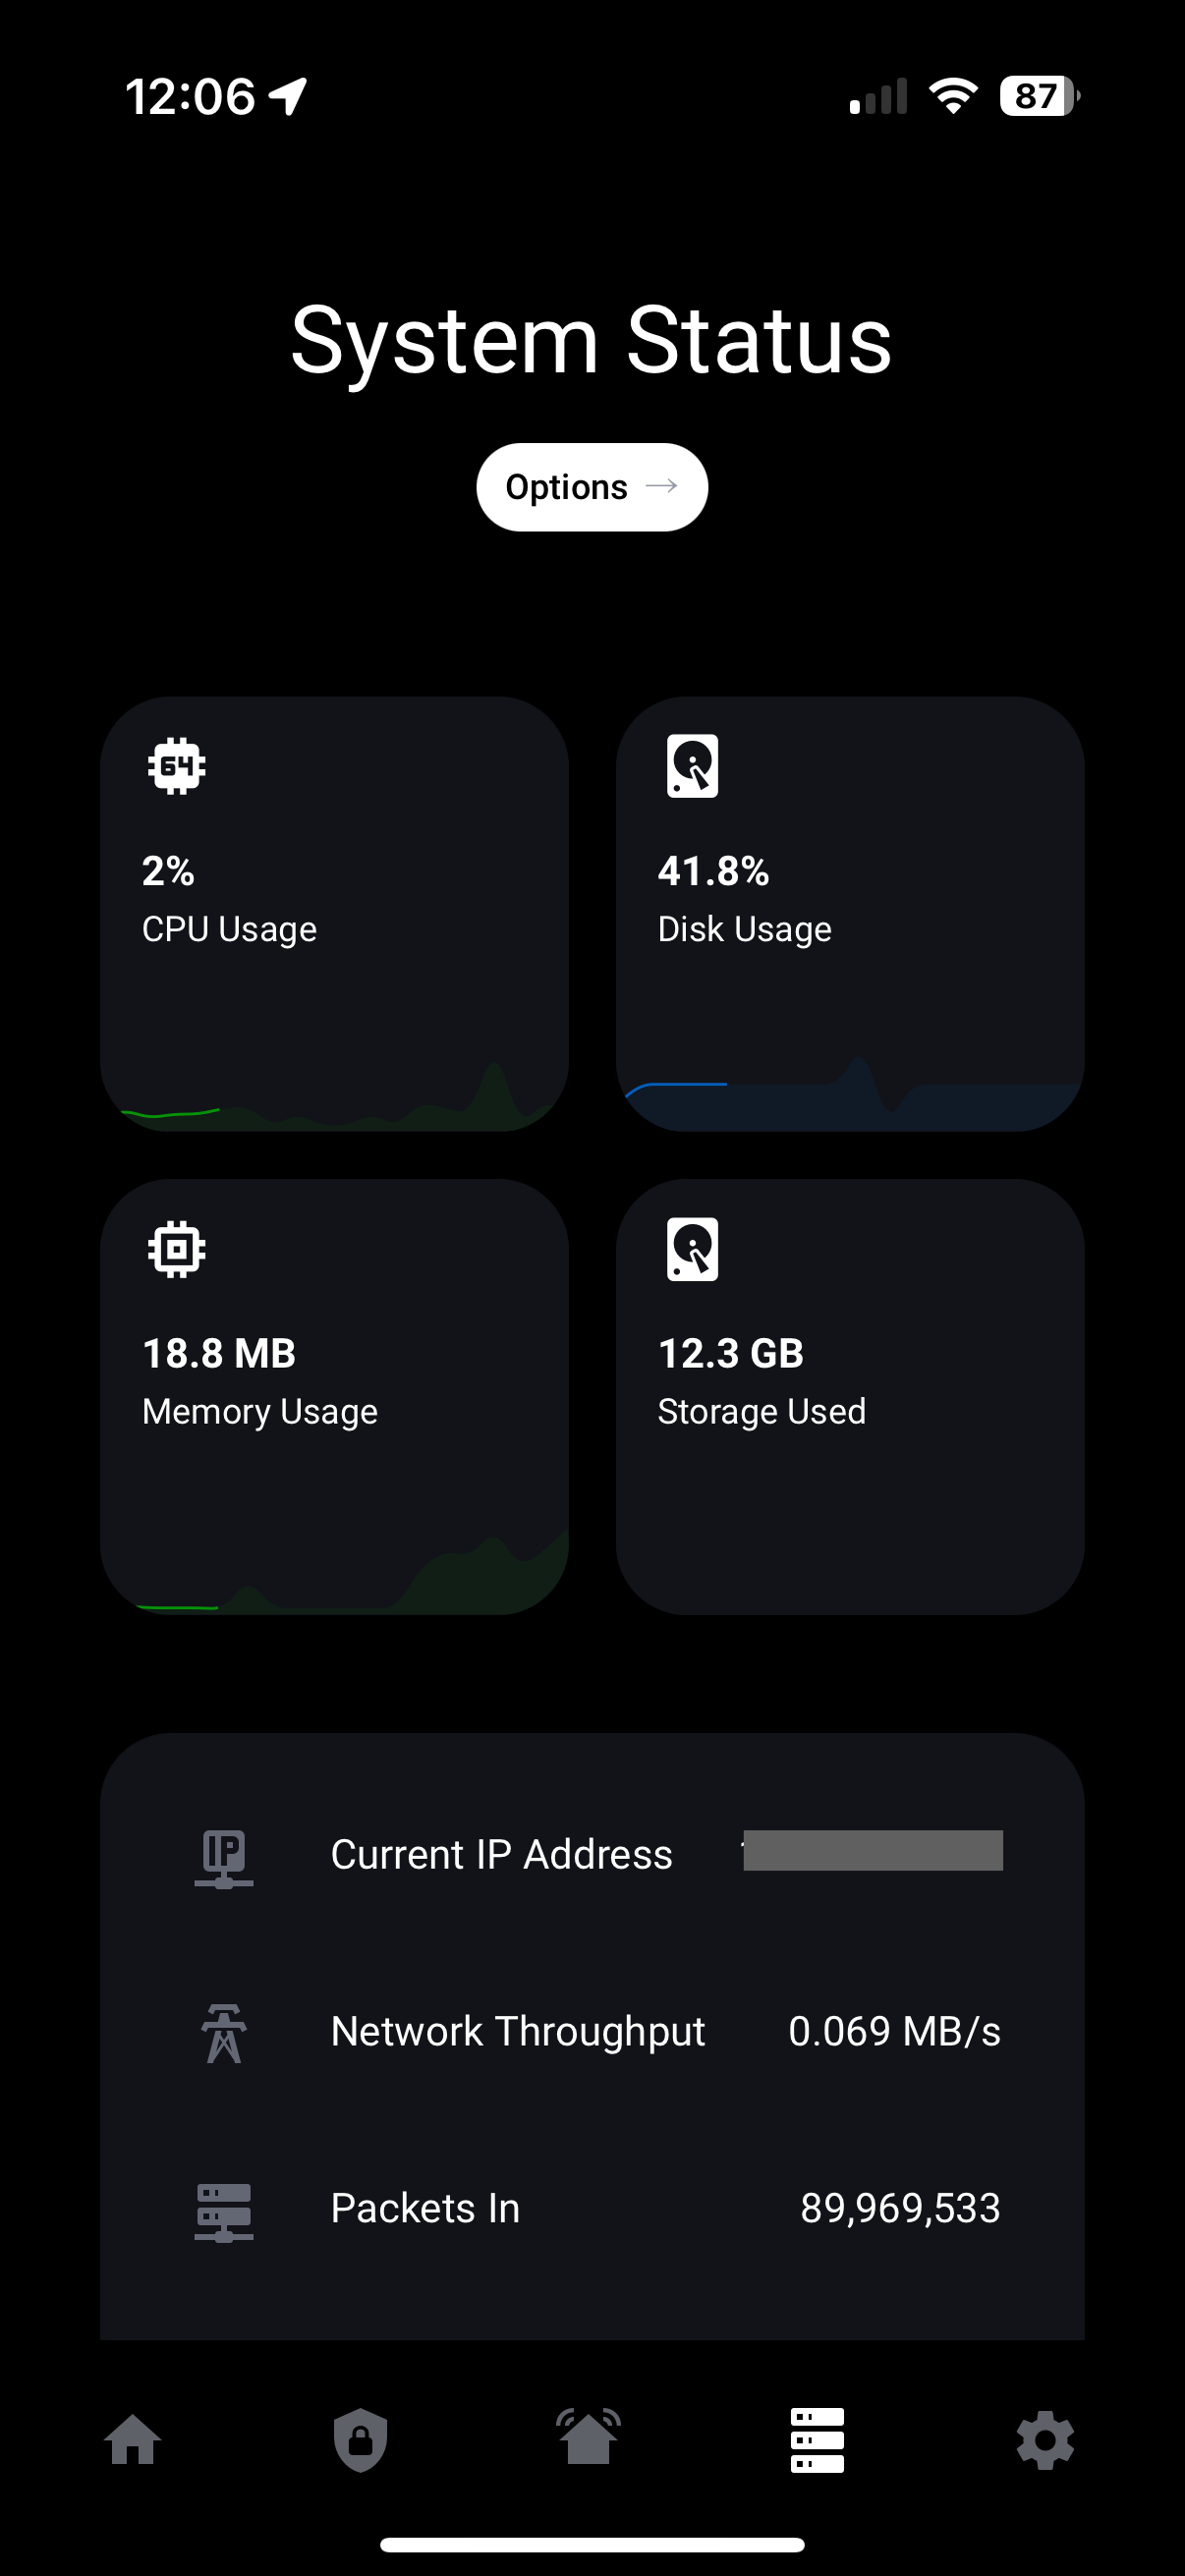 12:06
87
System Status
Options →
64
2%
CPU Usage
41.8%
Disk Usage
18.8 MB
Memory Usage
12.3 GB
Storage Used
IP
Current IP Address
Network Throughput 0.069 MB/s
Packets In 89,969,533